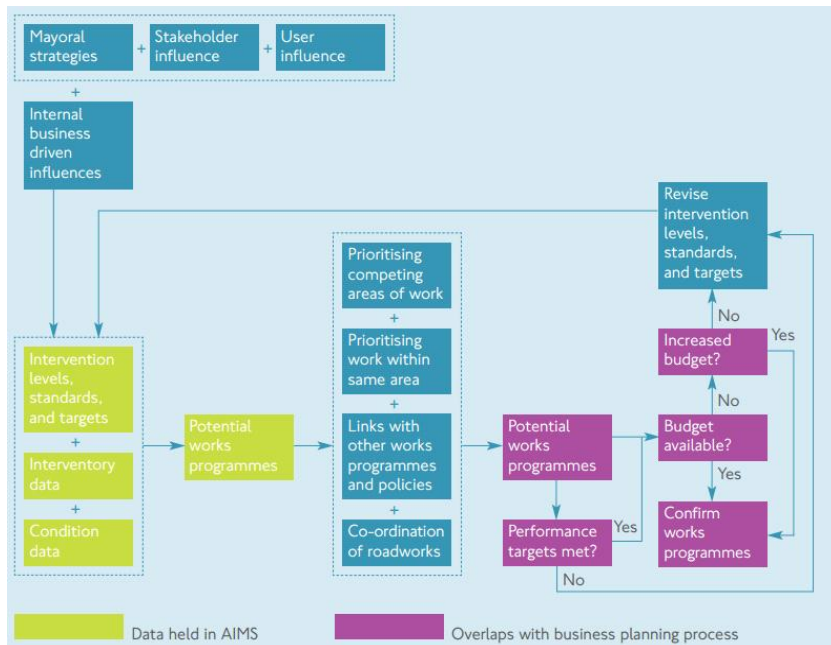 Mayoral
strategies
+
Stakeholder
influence
+
User
influence
+
Internal
business
driven
influences
Revise
intervention
levels,
standards,
and targets
Prioritising
competing
areas of work
+
Prioritising
work within
same area
+
Links with
other works
programmes
and policies
+
Co-ordination
of roadworks
No
Increased
budget?
Yes
No
Intervention
levels,
standards,
and targets
+
Interventory
data
+
Condition
data
Potential
works
programmes
Potential
works
programmes
Budget
available?
Yes
Performance
targets met?
Yes
No
Confirm
works
programmes
Data held in AIMS
Overlaps with business planning process